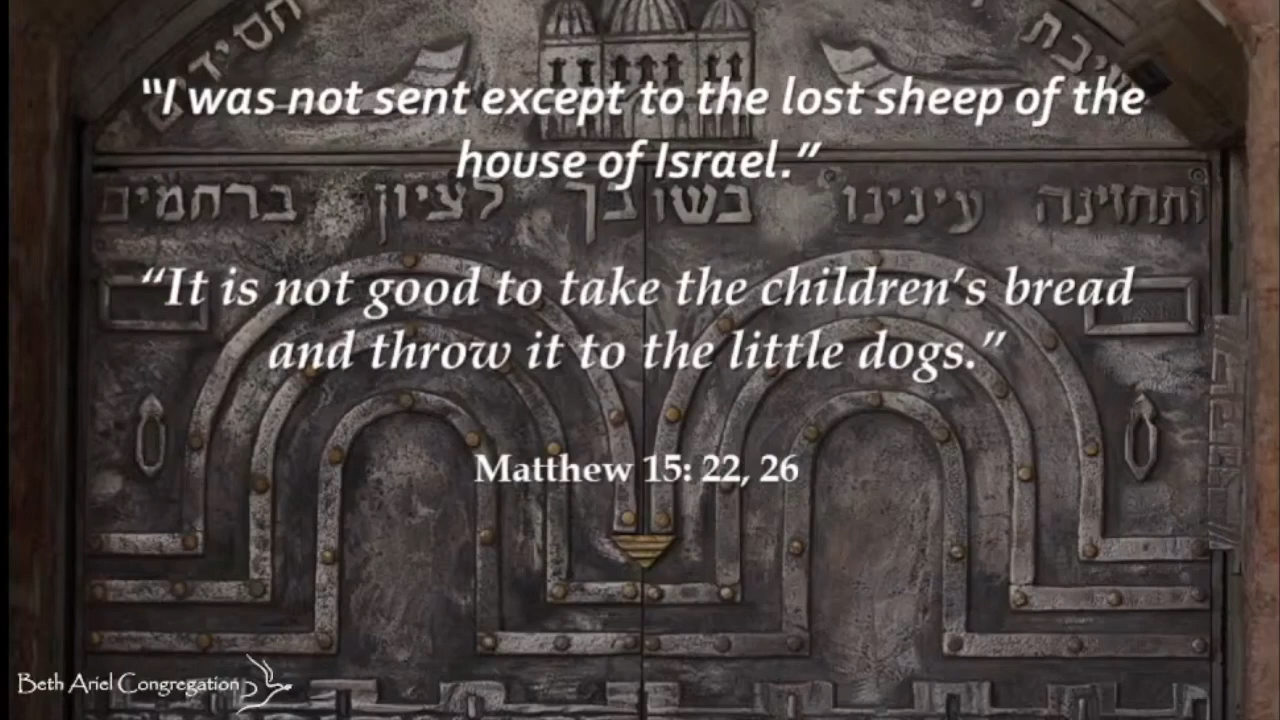 חסידי
“I was not sent except to the lost sheep of the
house of Israel.”
ותחזינה עינינו בשובך לציון ברחמים
“It is not good to take the children’s bread
and throw it to the little dogs.”
Matthew 15: 22, 26
Beth Ariel Congregation